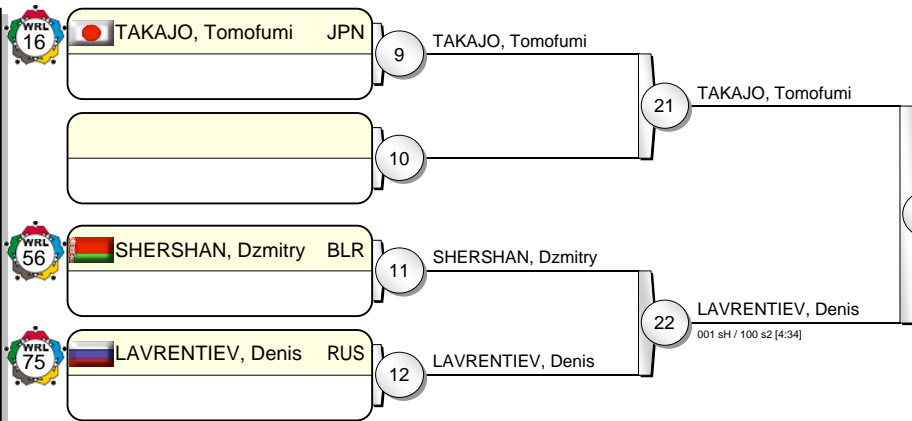 WRL
16
TAKAJO, Tomofumi JPN
9
TAKAJO, Tomofumi
21
TAKAJO, Tomofumi
10
WRL
56
SHERSHAN, Dzmitry BLR
11
SHERSHAN, Dzmitry
22
LAVRENTIEV, Denis
001 sH / 100 s2 [4:34]
WRL
75
LAVRENTIEV, Denis RUS
12
LAVRENTIEV, Denis